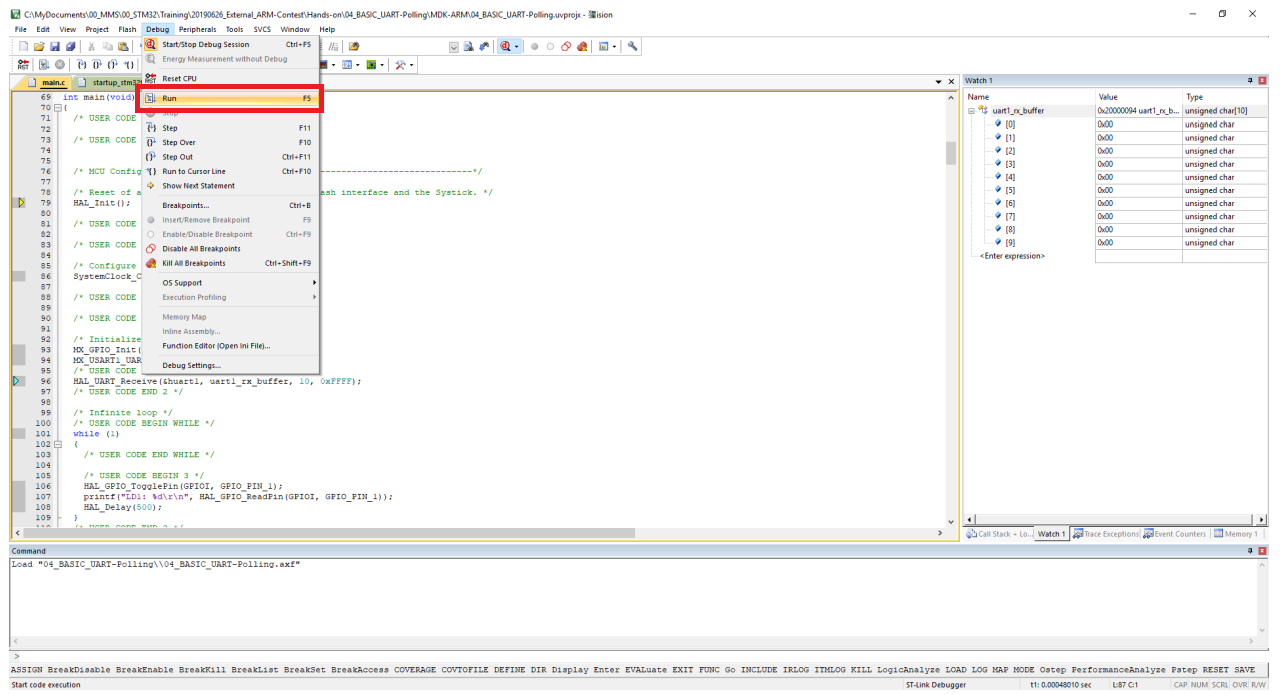 C:\MyDocuments\00_MMS\00_STM32\Training\20190626_External_ARM-Contest\Hands-on\04_BASIC_UART-Polling\MDK-ARM\04_BASIC_UART-Polling.uvprojx - 礦ision
File Edit View Project Flash Debug Peripherals Tools SVCS Window Help
Start/Stop Debug Session Ctrl+F5
Energy Measurement without Debug
Reset CPU
Run F5
Stop
Step F11
Step Over F10
Step Out Ctrl+F11
Run to Cursor Line Ctrl+F10
Show Next Statement
Breakpoints... Ctrl+B
Insert/Remove Breakpoint F9
Enable/Disable Breakpoint Ctrl+F9
Disable All Breakpoints
Kill All Breakpoints Ctrl+Shift+F9
OS Support
Execution Profiling
Memory Map
Inline Assembly...
Function Editor (Open Ini File)...
Debug Settings...
main.c startup_stm32
69 int main(void)
70 {
71 /* USER CODE
72
73 /* USER CODE
74
75
76 /* MCU Config -----------------------------------*/
77
78 /* Reset of a ash interface and the Systick. */
79 HAL_Init();
80
81 /* USER CODE
82
83 /* USER CODE
84
85 /* Configure
86 SystemClock_C
87
88 /* USER CODE
89
90 /* USER CODE
91
92 /* Initialize
93 MX_GPIO_Init(
94 MX_USART1_UAR
95 /* USER CODE
96 HAL_UART_Receive(&huart1, uart1_rx_buffer, 10, 0xFFFF);
97 /* USER CODE END 2 */
98
99 /* Infinite loop */
100 /* USER CODE BEGIN WHILE */
101 while (1)
102 {
103 /* USER CODE END WHILE */
104
105 /* USER CODE BEGIN 3 */
106 HAL_GPIO_TogglePin(GPIOI, GPIO_PIN_1);
107 printf("LD1: %d\r\n", HAL_GPIO_ReadPin(GPIOI, GPIO_PIN_1));
108 HAL_Delay(500);
109 }
Watch 1
Name Value Type
uart1_rx_buffer 0x20000094 uart1_rx_b... unsigned char[10]
[0] 0x00 unsigned char
[1] 0x00 unsigned char
[2] 0x00 unsigned char
[3] 0x00 unsigned char
[4] 0x00 unsigned char
[5] 0x00 unsigned char
[6] 0x00 unsigned char
[7] 0x00 unsigned char
[8] 0x00 unsigned char
[9] 0x00 unsigned char
<Enter expression>
Call Stack + Lo... Watch 1 Trace Exceptions Event Counters Memory 1
Command
Load "04_BASIC_UART-Polling\\04_BASIC_UART-Polling.axf"
>
ASSIGN BreakDisable BreakEnable BreakKill BreakList BreakSet BreakAccess COVERAGE COVTOFILE DEFINE DIR Display Enter EVALuate EXIT FUNC Go INCLUDE IRLOG ITMLOG KILL LogicAnalyze LOAD LOG MAP MODE Ostep PerformanceAnalyze Pstep RESET SAVE
Start code execution ST-Link Debugger t1: 0.00048010 sec L:87 C:1 CAP NUM SCRL OVR R/W